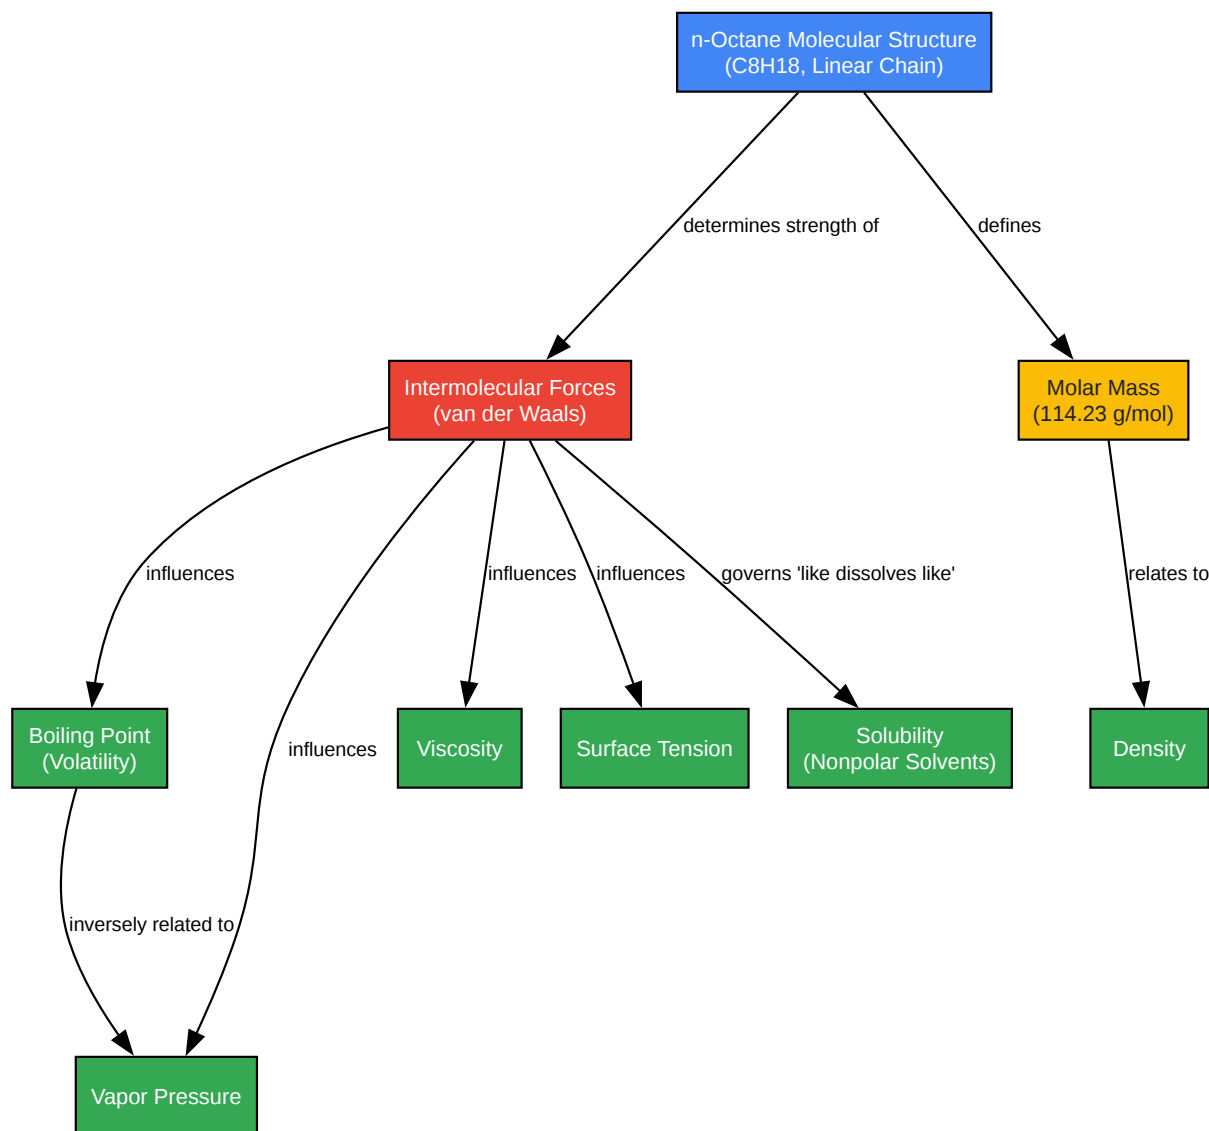 n-Octane Molecular Structure
(C8H18, Linear Chain)
determines strength of
defines
Intermolecular Forces
(van der Waals)
Molar Mass
(114.23 g/mol)
influences
influences
influences
governs 'like dissolves like'
relates to
Boiling Point
(Volatility)
influences
Viscosity
Surface Tension
Solubility
(Nonpolar Solvents)
Density
inversely related to
Vapor Pressure